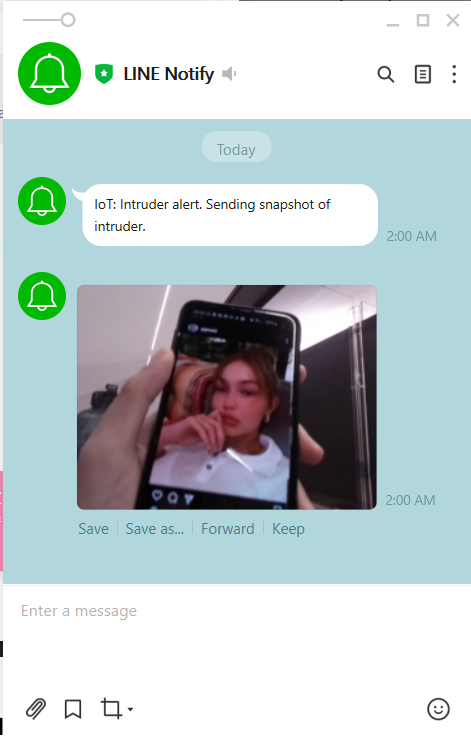 LINE Notify
Today
IoT: Intruder alert. Sending snapshot of
intruder.
2:00 AM
2:00 AM
Save
Save as...
Forward
Keep
Enter a message